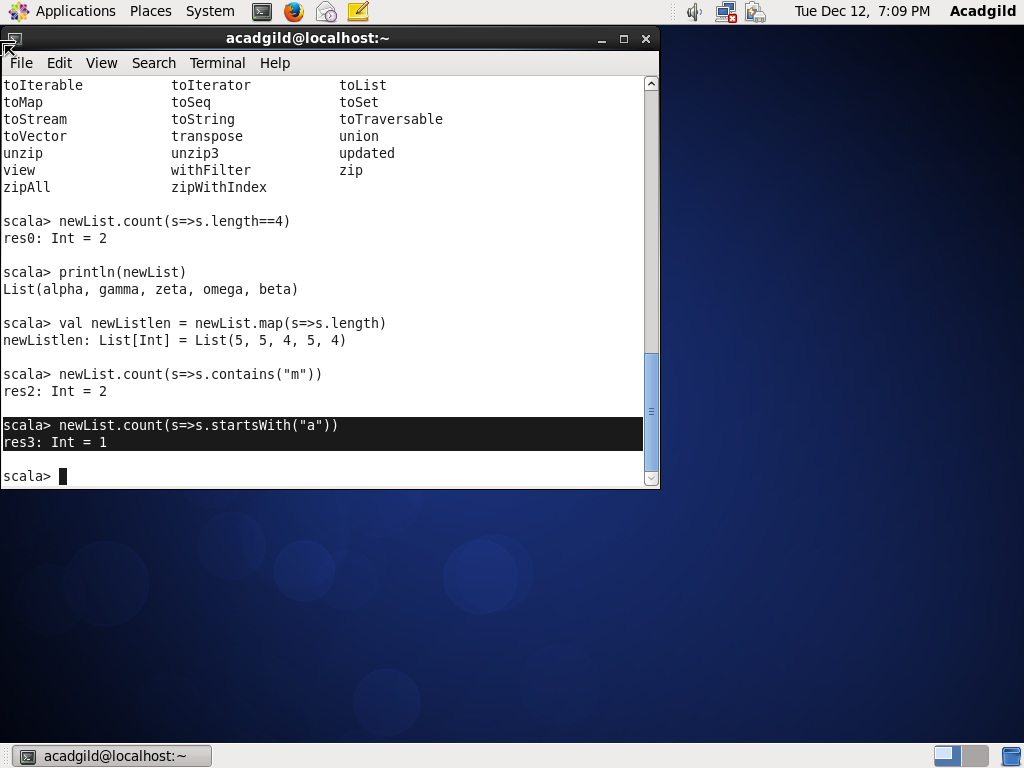 Applications Places System Tue Dec 12, 7:09 PM Acadgild
acadgild@localhost:~
File Edit View Search Terminal Help
toIterable toIterator toList
toMap toSeq toSet
toStream toString toTraversable
toVector transpose union
unzip unzip3 updated
view withFilter zip
zipAll zipWithIndex
scala> newList.count(s=>s.length==4)
res0: Int = 2
scala> println(newList)
List(alpha, gamma, zeta, omega, beta)
scala> val newListlen = newList.map(s=>s.length)
newListlen: List[Int] = List(5, 5, 4, 5, 4)
scala> newList.count(s=>s.contains("m"))
res2: Int = 2
scala> newList.count(s=>s.startsWith("a"))
res3: Int = 1
scala>
acadgild@localhost:~